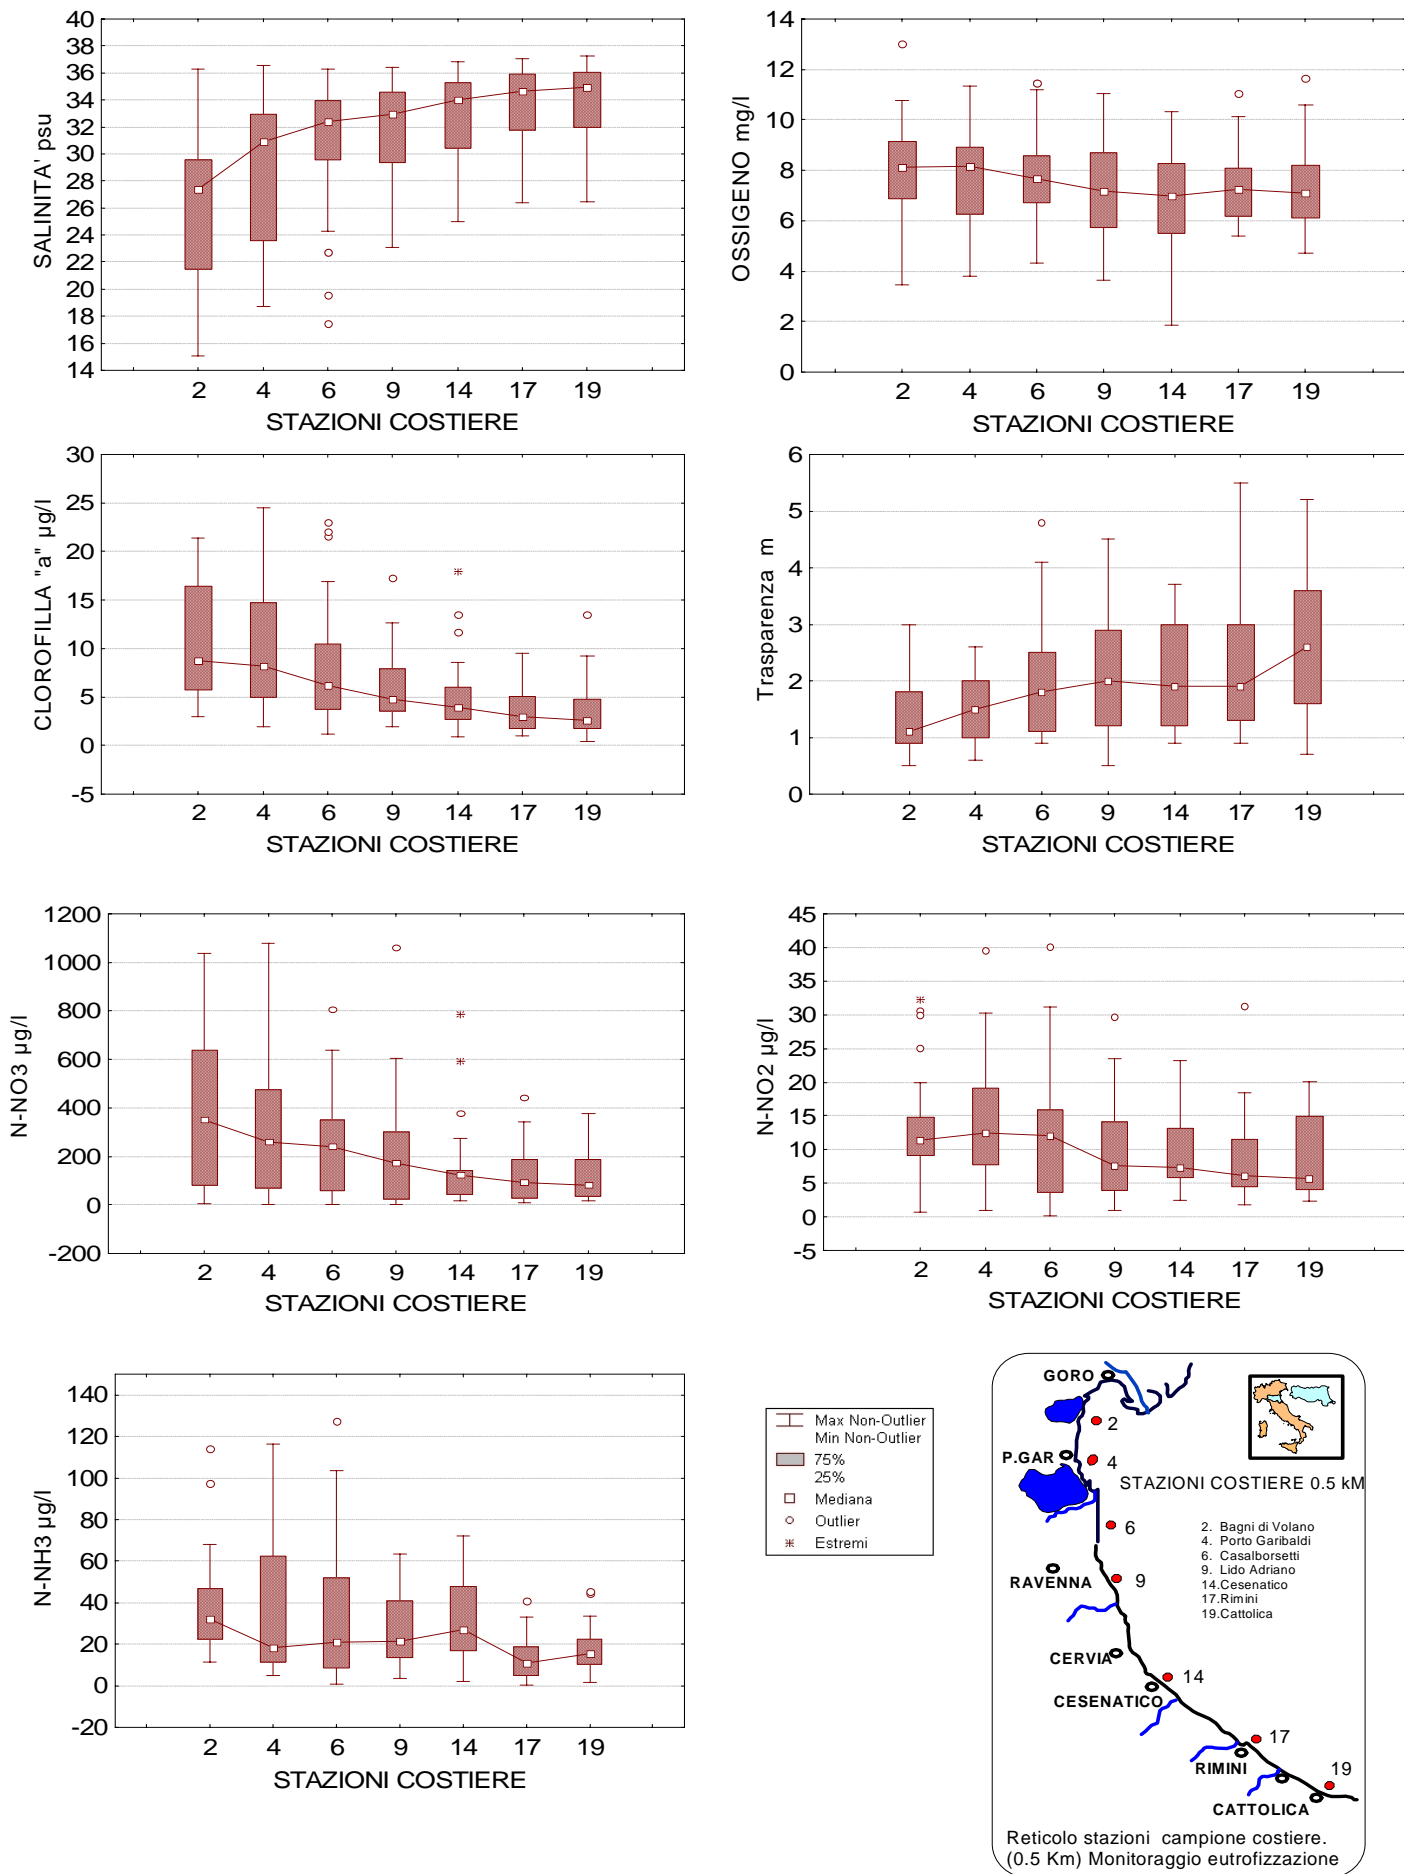 SALINITA' psu
40
38
36
34
32
30
28
26
24
22
20
18
16
14
2 4 6 9 14 17 19
STAZIONI COSTIERE
OSSIGENO mg/l
14
12
10
8
6
4
2
0
2 4 6 9 14 17 19
STAZIONI COSTIERE
CLOROFILLA "a" µg/l
30
25
20
15
10
5
0
-5
2 4 6 9 14 17 19
STAZIONI COSTIERE
Trasparenza m
6
5
4
3
2
1
0
2 4 6 9 14 17 19
STAZIONI COSTIERE
N-NO3 µg/l
1200
1000
800
600
400
200
0
-200
2 4 6 9 14 17 19
STAZIONI COSTIERE
N-NO2 µg/l
45
40
35
30
25
20
15
10
5
0
-5
2 4 6 9 14 17 19
STAZIONI COSTIERE
N-NH3 µg/l
140
120
100
80
60
40
20
0
-20
2 4 6 9 14 17 19
STAZIONI COSTIERE
Max Non-Outlier
Min Non-Outlier
75%
25%
Mediana
Outlier
Estremi
GORO
2
P.GAR
4
STAZIONI COSTIERE 0.5 kM
6
2. Bagni di Volano
4. Porto Garibaldi
6. Casalborsetti
9. Lido Adriano
14.Cesenatico
17.Rimini
19.Cattolica
RAVENNA
9
CERVIA
14
CESENATICO
17
RIMINI
19
CATTOLICA
Reticolo stazioni campione costiere.
(0.5 Km) Monitoraggio eutrofizzazione